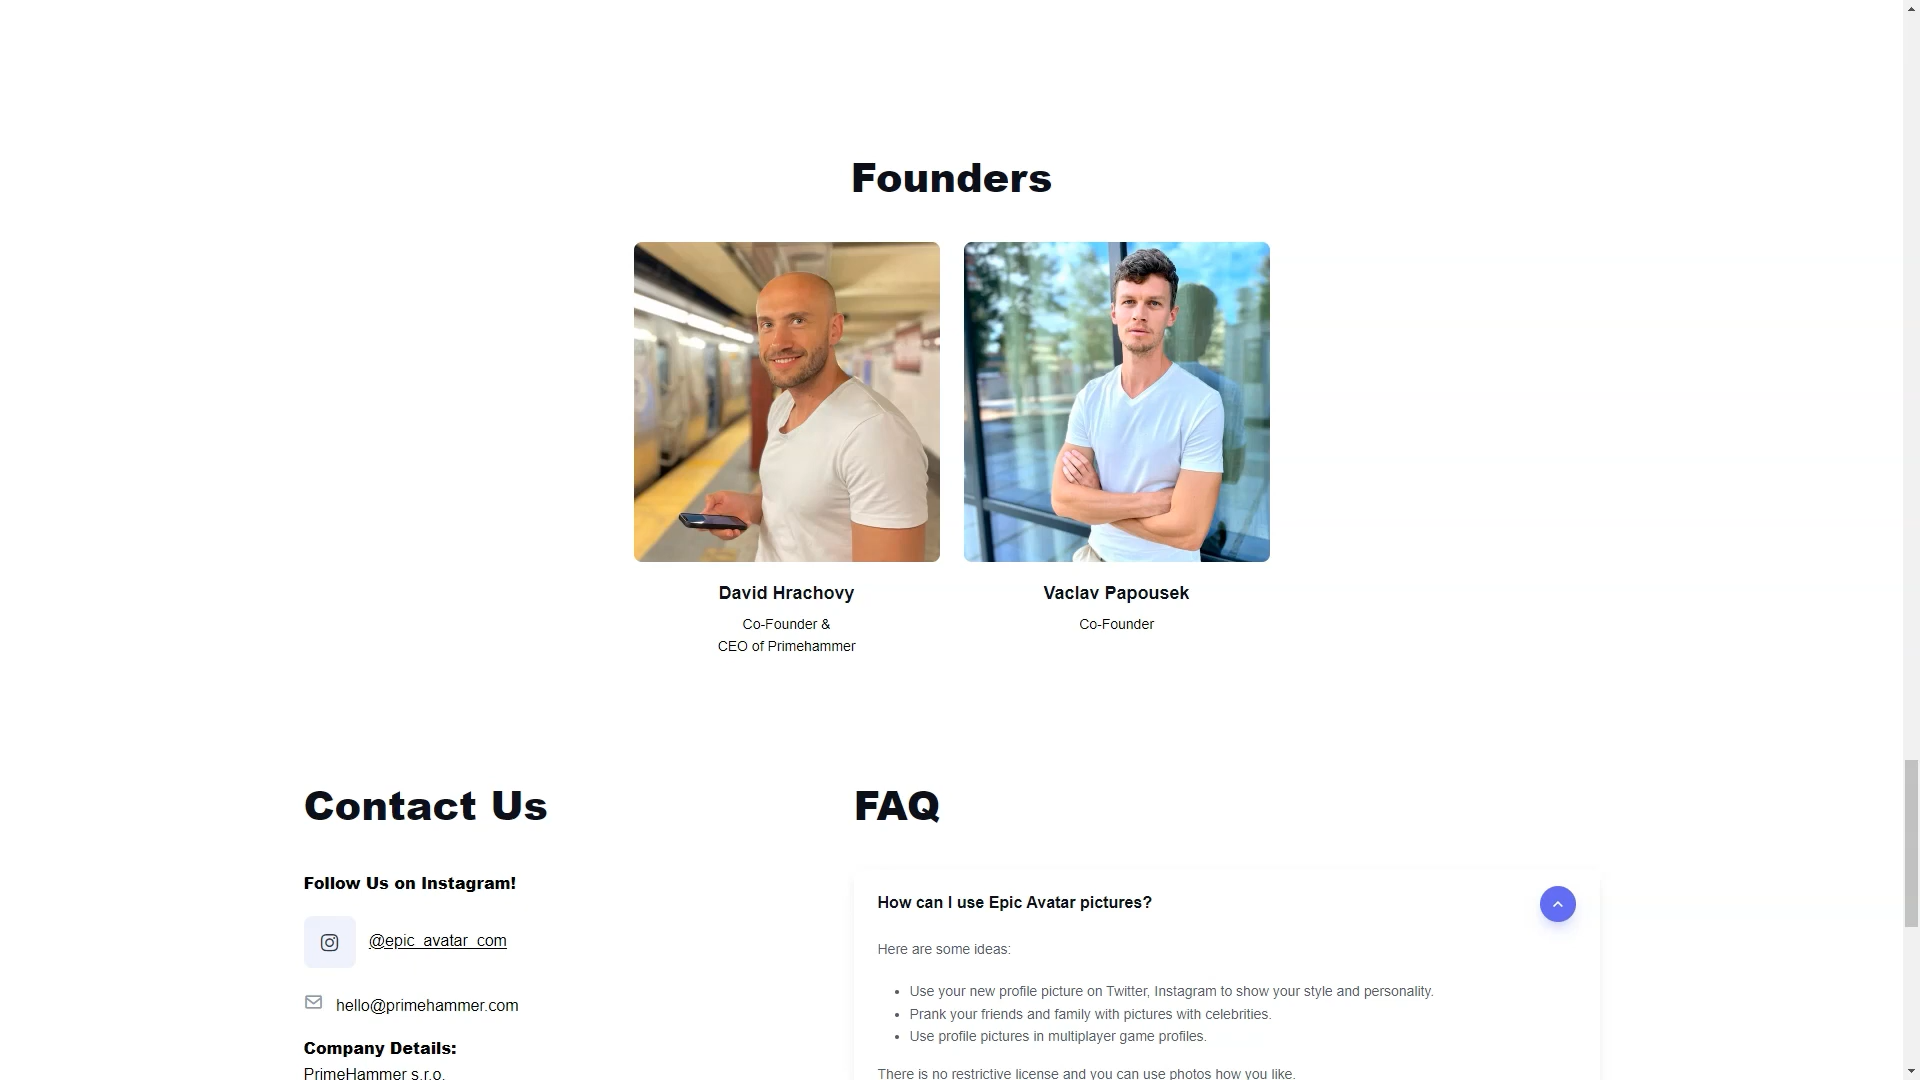 Founders
David Hrachovy
Co-Founder &
CEO of Primehammer
Vaclav Papousek
Co-Founder
Contact Us
Follow Us on Instagram!
@epic_avatar_com
hello@primehammer.com
Company Details:
PrimeHammer s.r.o.
FAQ
How can I use Epic Avatar pictures?
Here are some ideas:
• Use your new profile picture on Twitter, Instagram to show your style and personality.
• Prank your friends and family with pictures with celebrities.
• Use profile pictures in multiplayer game profiles.
There is no restrictive license and you can use photos how you like.